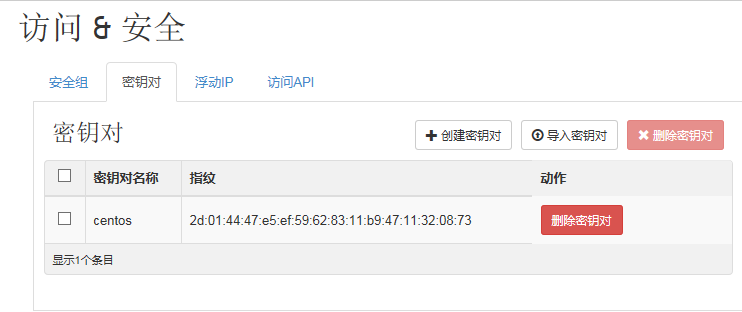 访问 & 安全
安全组 密钥对 浮动IP 访问API
密钥对 创建密钥对 导入密钥对 删除密钥对
密钥对名称 指纹 动作
centos 2d:01:44:47:e5:ef:59:62:83:11:b9:47:11:32:08:73 删除密钥对
显示1个条目